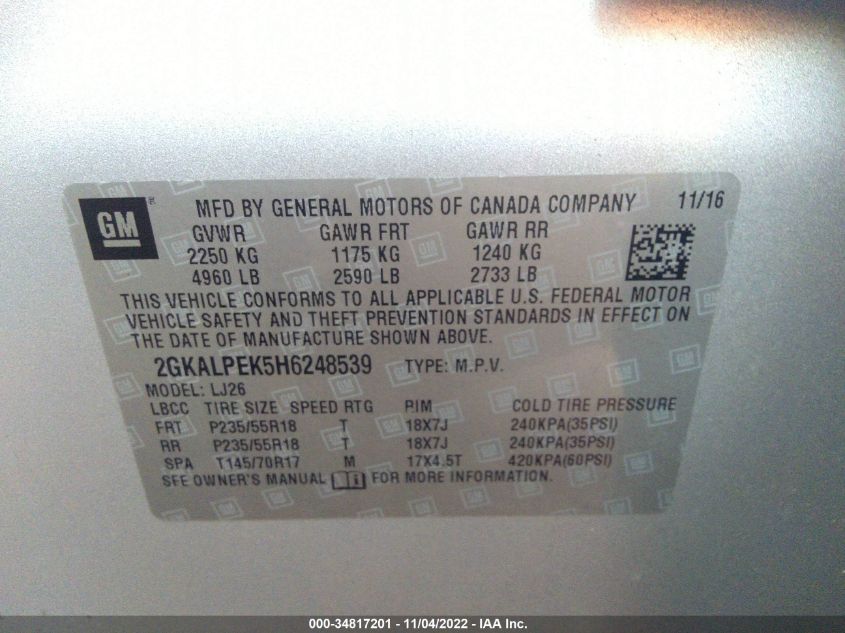 GM ® MFD BY GENERAL MOTORS OF CANADA COMPANY 11/16
GVWR GAWR FRT GAWR RR
2250 KG 1175 KG 1240 KG
4960 LB 2590 LB 2733 LB
THIS VEHICLE CONFORMS TO ALL APPLICABLE U.S. FEDERAL MOTOR
VEHICLE SAFETY AND THEFT PREVENTION STANDARDS IN EFFECT ON
THE DATE OF MANUFACTURE SHOWN ABOVE.
2GKALPEK5H6248539 TYPE: M.P.V.
MODEL: LJ26
LBCC TIRE SIZE SPEED RTG RIM COLD TIRE PRESSURE
FRT P235/55R18 T 18X7J 240KPA(35PSI)
RR P235/55R18 T 18X7J 240KPA(35PSI)
SPA T145/70R17 M 17X4.5T 420KPA(60PSI)
SEE OWNER'S MANUAL FOR MORE INFORMATION.
000-34817201 - 11/04/2022 - IAA Inc.